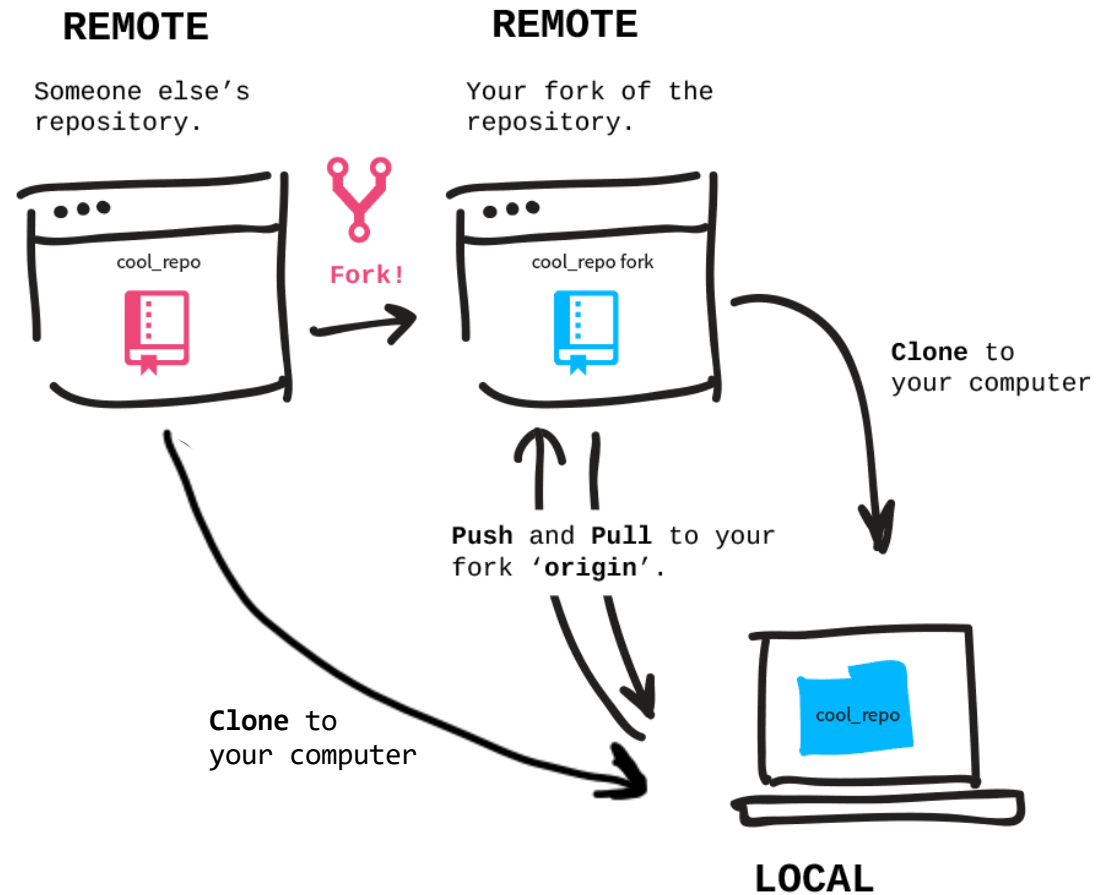 REMOTE
Someone else’s
repository.
cool_repo
Fork!
REMOTE
Your fork of the
repository.
cool_repo fork
Clone to
your computer
Push and Pull to your
fork ‘origin’.
Clone to
your computer
cool_repo
LOCAL